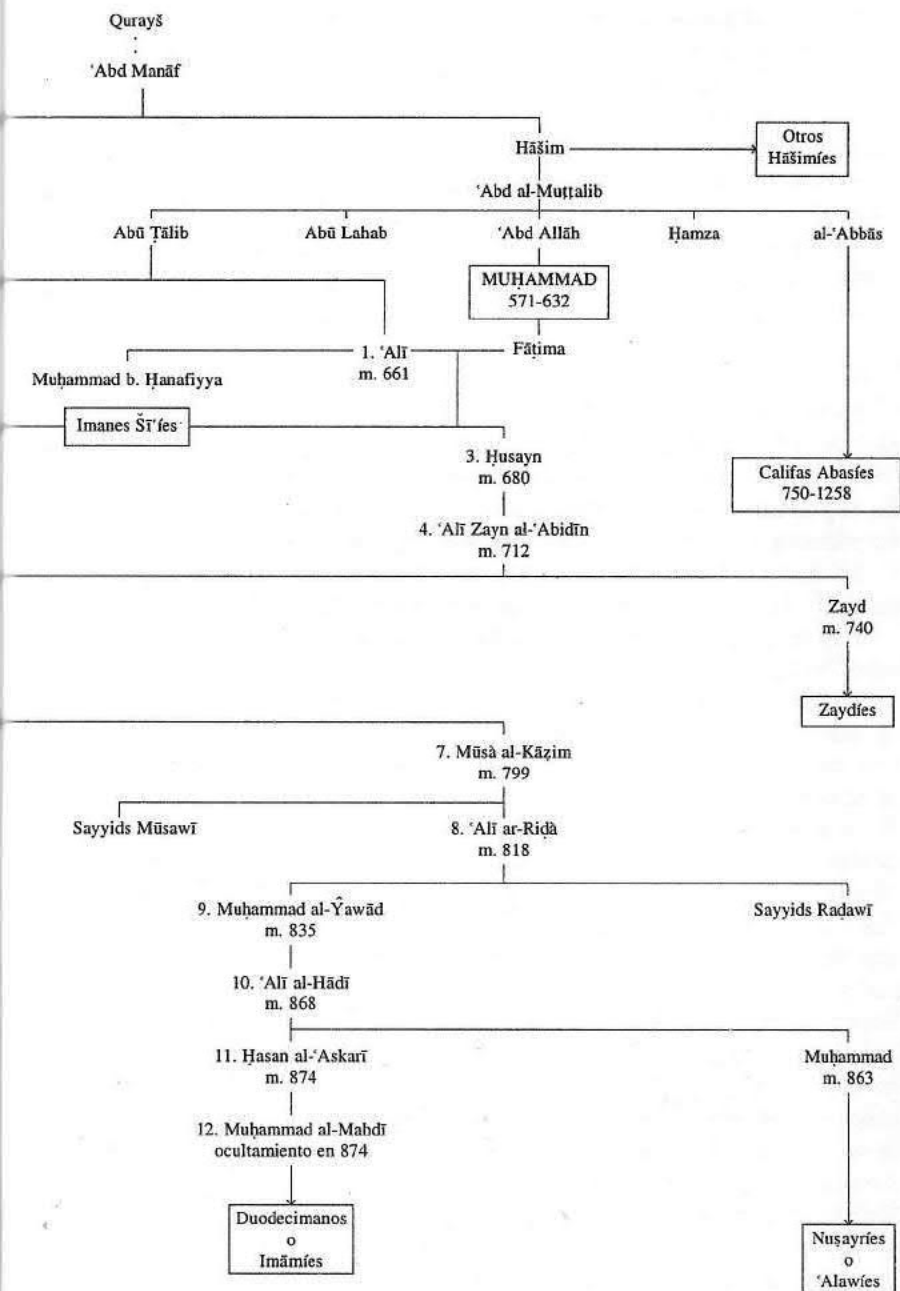 Qurayš
:
‘Abd Manāf
Hāšim
Otros
Hāšimíes
‘Abd al-Muṭṭalib
Abū Ṭālib
Abū Lahab
‘Abd Allāh
Ḥamza
al-‘Abbās
MUḤAMMAD
571-632
1. ‘Alī
m. 661
Fāṭima
Muḥammad b. Ḥanafiyya
Imanes Šī‘íes
3. Ḥusayn
m. 680
Califas Abasíes
750-1258
4. ‘Alī Zayn al-‘Abidīn
m. 712
Zayd
m. 740
Zaydíes
7. Mūsà al-Kāẓim
m. 799
Sayyids Mūsawī
8. ‘Alī ar-Riḍà
m. 818
9. Muḥammad al-Ŷawād
m. 835
Sayyids Raḍawī
10. ‘Alī al-Hādī
m. 868
11. Ḥasan al-‘Askarī
m. 874
Muḥammad
m. 863
12. Muḥammad al-Mahdī
ocultamiento en 874
Duodecimanos
o
Imāmíes
Nuṣayríes
o
‘Alawíes